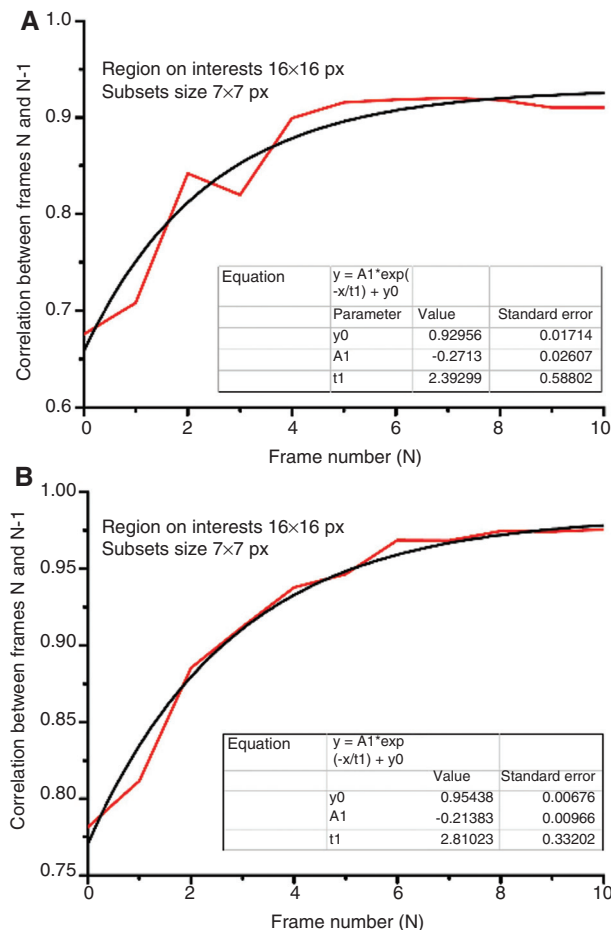 A
Correlation between frames N and N-1
1.0
0.9
0.8
0.7
0.6
Region on interests 16×16 px
Subsets size 7×7 px
Equation y = A1*exp(
-x/t1) + y0
Parameter Value Standard error
y0 0.92956 0.01714
A1 -0.2713 0.02607
t1 2.39299 0.58802
0 2 4 6 8 10
Frame number (N)
B
Correlation between frames N and N-1
1.00
0.95
0.90
0.85
0.80
0.75
Region on interests 16×16 px
Subsets size 7×7 px
Equation y = A1*exp
(-x/t1) + y0
Value Standard error
y0 0.95438 0.00676
A1 -0.21383 0.00966
t1 2.81023 0.33202
0 2 4 6 8 10
Frame number (N)